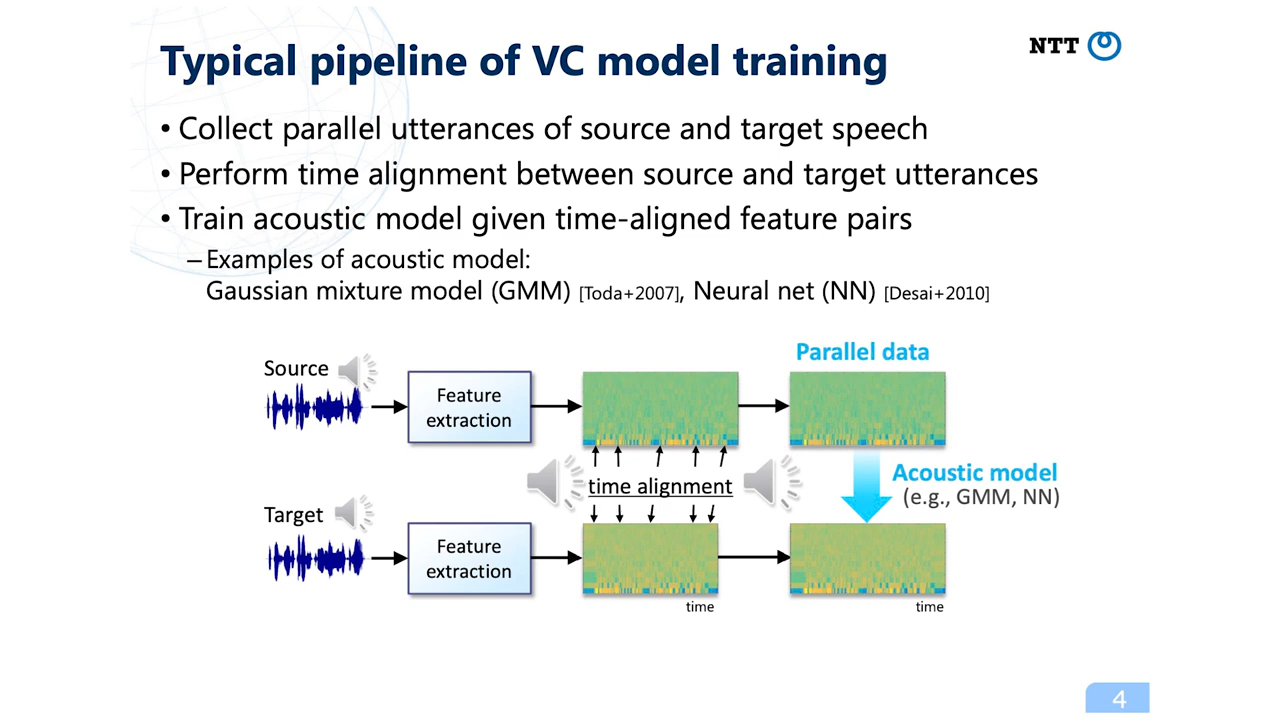 Typical pipeline of VC model training
NTT
• Collect parallel utterances of source and target speech
• Perform time alignment between source and target utterances
• Train acoustic model given time-aligned feature pairs
– Examples of acoustic model:
Gaussian mixture model (GMM) [Toda+2007], Neural net (NN) [Desai+2010]
Parallel data
Source
Feature
extraction
time alignment
Acoustic model
(e.g., GMM, NN)
Target
Feature
extraction
time
time
4